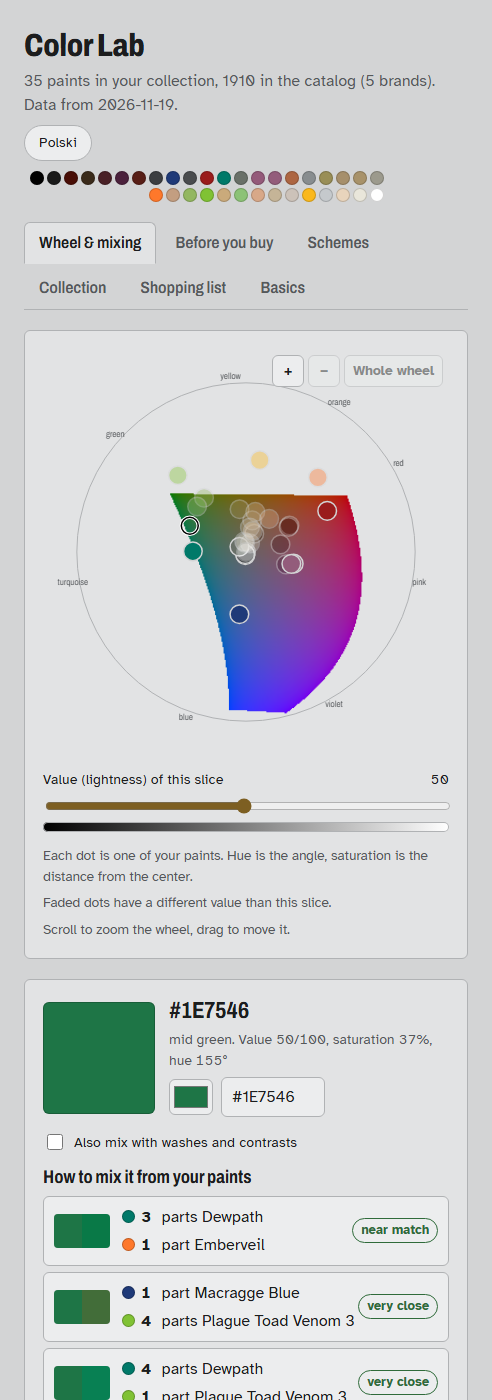 Color Lab
35 paints in your collection, 1910 in the catalog (5 brands).
Data from 2026-11-19.
Polski
Wheel & mixing
Before you buy
Schemes
Collection
Shopping list
Basics
+
−
Whole wheel
yellow
orange
green
red
turquoise
pink
violet
blue
Value (lightness) of this slice
50
Each dot is one of your paints. Hue is the angle, saturation is the
distance from the center.
Faded dots have a different value than this slice.
Scroll to zoom the wheel, drag to move it.
#1E7546
mid green. Value 50/100, saturation 37%,
hue 155°
#1E7546
Also mix with washes and contrasts
How to mix it from your paints
3 parts Dewpath
near match
1 part Emberveil
1 part Macragge Blue
very close
4 parts Plague Toad Venom 3
4 parts Dewpath
very close
1 part Plague Toad Venom 3